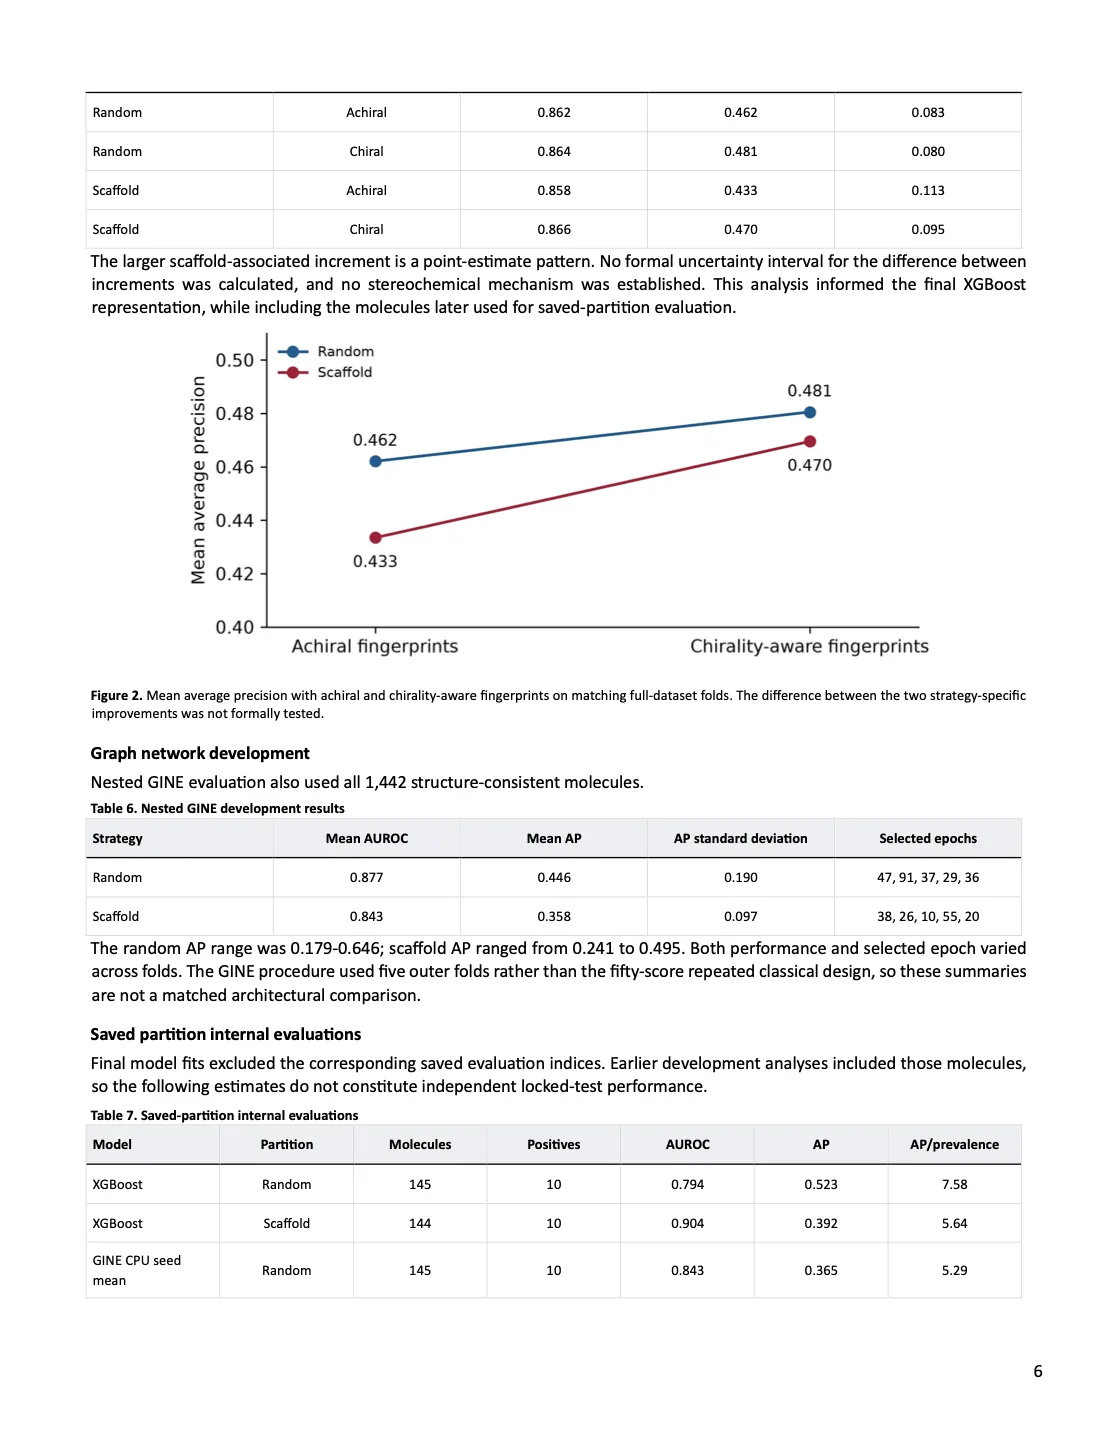 Random Achiral 0.862 0.462 0.083
Random Chiral 0.864 0.481 0.080
Scaffold Achiral 0.858 0.433 0.113
Scaffold Chiral 0.866 0.470 0.095
The larger scaffold-associated increment is a point-estimate pattern. No formal uncertainty interval for the difference between
increments was calculated, and no stereochemical mechanism was established. This analysis informed the final XGBoost
representation, while including the molecules later used for saved-partition evaluation.
Random
Scaffold
Mean average precision
0.50
0.48
0.46
0.44
0.42
0.40
0.462
0.481
0.433
0.470
Achiral fingerprints
Chirality-aware fingerprints
Figure 2. Mean average precision with achiral and chirality-aware fingerprints on matching full-dataset folds. The difference between the two strategy-specific
improvements was not formally tested.
Graph network development
Nested GINE evaluation also used all 1,442 structure-consistent molecules.
Table 6. Nested GINE development results
Strategy Mean AUROC Mean AP AP standard deviation Selected epochs
Random 0.877 0.446 0.190 47, 91, 37, 29, 36
Scaffold 0.843 0.358 0.097 38, 26, 10, 55, 20
The random AP range was 0.179-0.646; scaffold AP ranged from 0.241 to 0.495. Both performance and selected epoch varied
across folds. The GINE procedure used five outer folds rather than the fifty-score repeated classical design, so these summaries
are not a matched architectural comparison.
Saved partition internal evaluations
Final model fits excluded the corresponding saved evaluation indices. Earlier development analyses included those molecules,
so the following estimates do not constitute independent locked-test performance.
Table 7. Saved-partition internal evaluations
Model Partition Molecules Positives AUROC AP AP/prevalence
XGBoost Random 145 10 0.794 0.523 7.58
XGBoost Scaffold 144 10 0.904 0.392 5.64
GINE CPU seed
mean Random 145 10 0.843 0.365 5.29
6